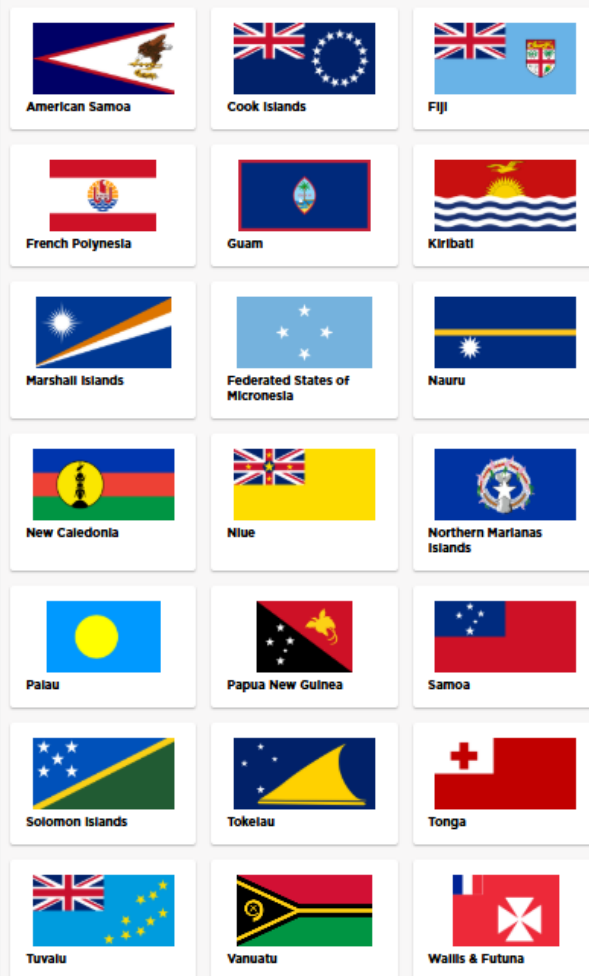 American Samoa
Cook Islands
Fiji
French Polynesia
Guam
Kiribati
Marshall Islands
Federated States of
Micronesia
Nauru
New Caledonia
Niue
Northern Marianas
Islands
Palau
Papua New Guinea
Samoa
Solomon Islands
Tokelau
Tonga
Tuvalu
Vanuatu
Wallis & Futuna